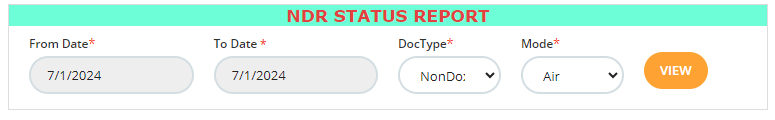 NDR STATUS REPORT
From Date* To Date * DocType* Mode*
7/1/2024 7/1/2024 NonDo: Air VIEW